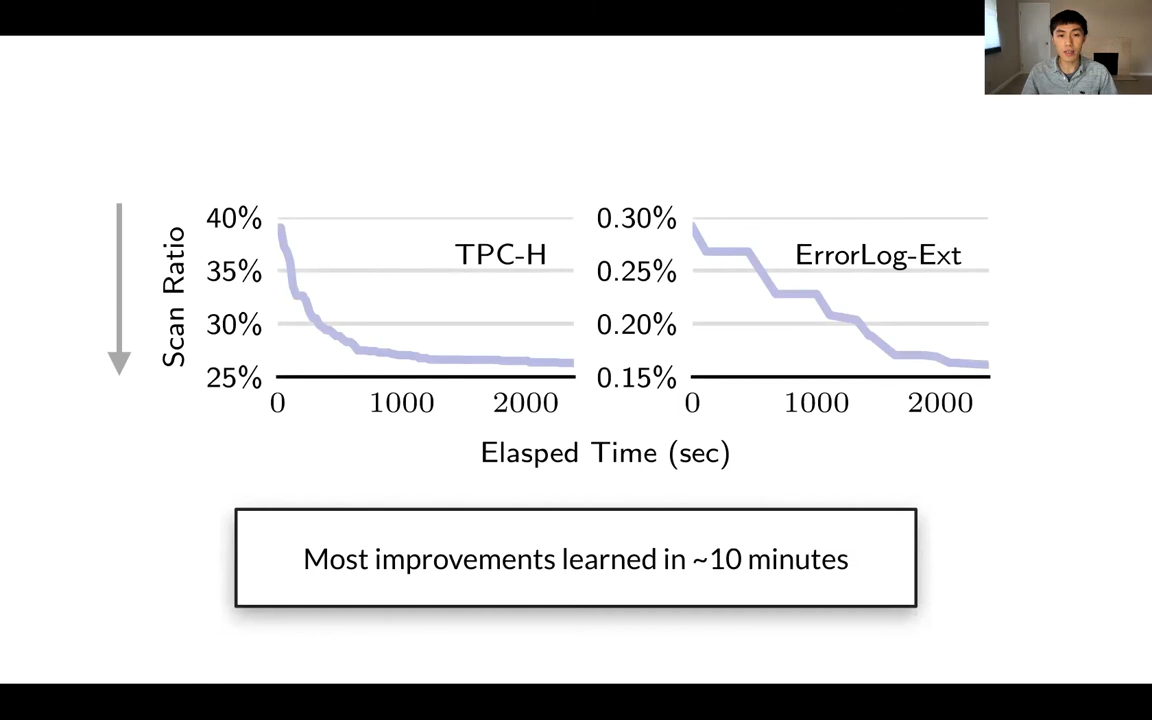 Scan Ratio
40%
35%
30%
25%
TPC-H
0 1000 2000
0.30%
0.25%
0.20%
0.15%
ErrorLog-Ext
0 1000 2000
Elasped Time (sec)
Most improvements learned in ~10 minutes